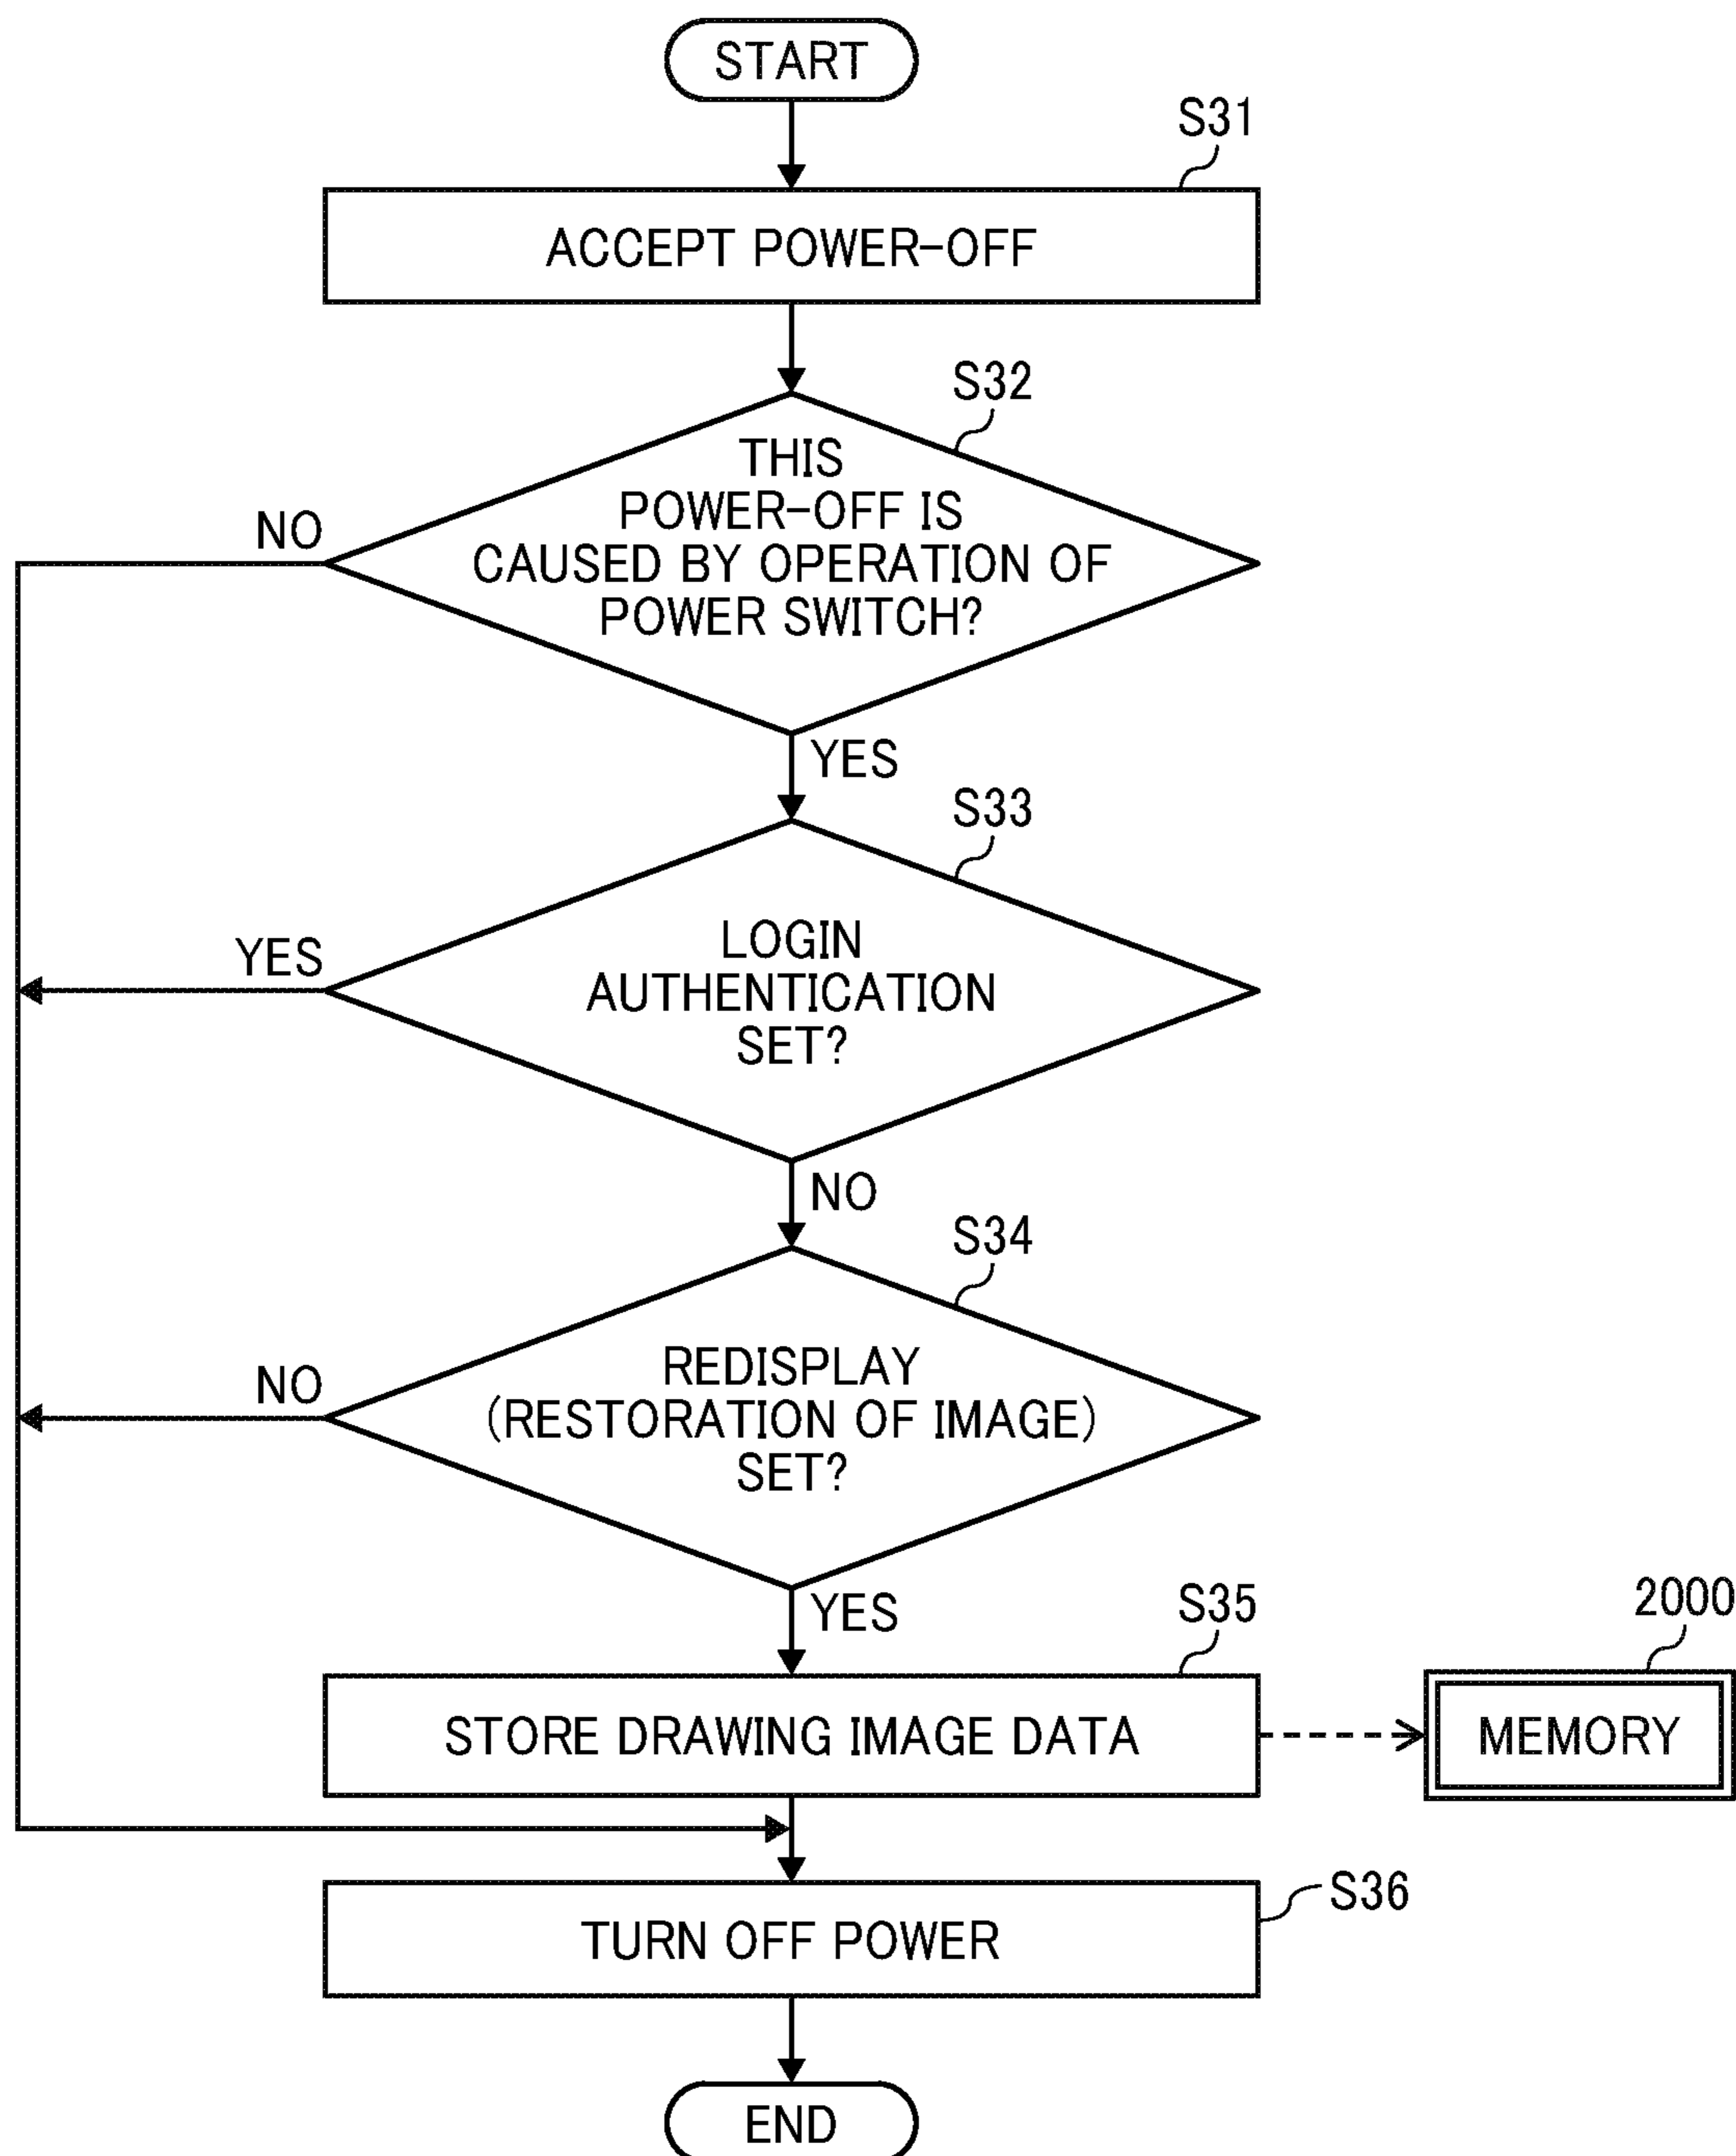 START
S31
ACCEPT POWER-OFF
S32
THIS
POWER-OFF IS
CAUSED BY OPERATION OF
POWER SWITCH?
NO
YES
S33
LOGIN
AUTHENTICATION
SET?
YES
NO
S34
REDISPLAY
(RESTORATION OF IMAGE)
SET?
NO
YES
S35
2000
STORE DRAWING IMAGE DATA
MEMORY
S36
TURN OFF POWER
END